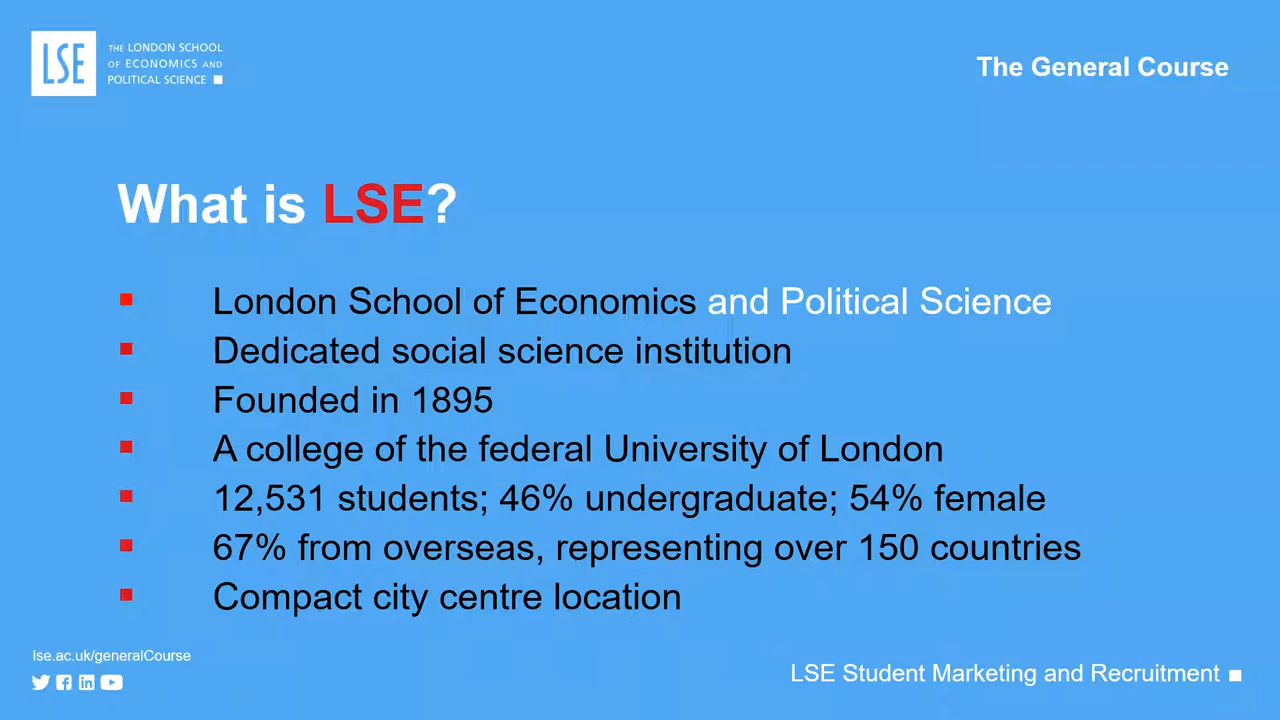 LSE
THE LONDON SCHOOL
OF ECONOMICS AND
POLITICAL SCIENCE
The General Course
What is LSE?
London School of Economics and Political Science
Dedicated social science institution
Founded in 1895
A college of the federal University of London
12,531 students; 46% undergraduate; 54% female
67% from overseas, representing over 150 countries
Compact city centre location
lse.ac.uk/generalCourse
LSE Student Marketing and Recruitment